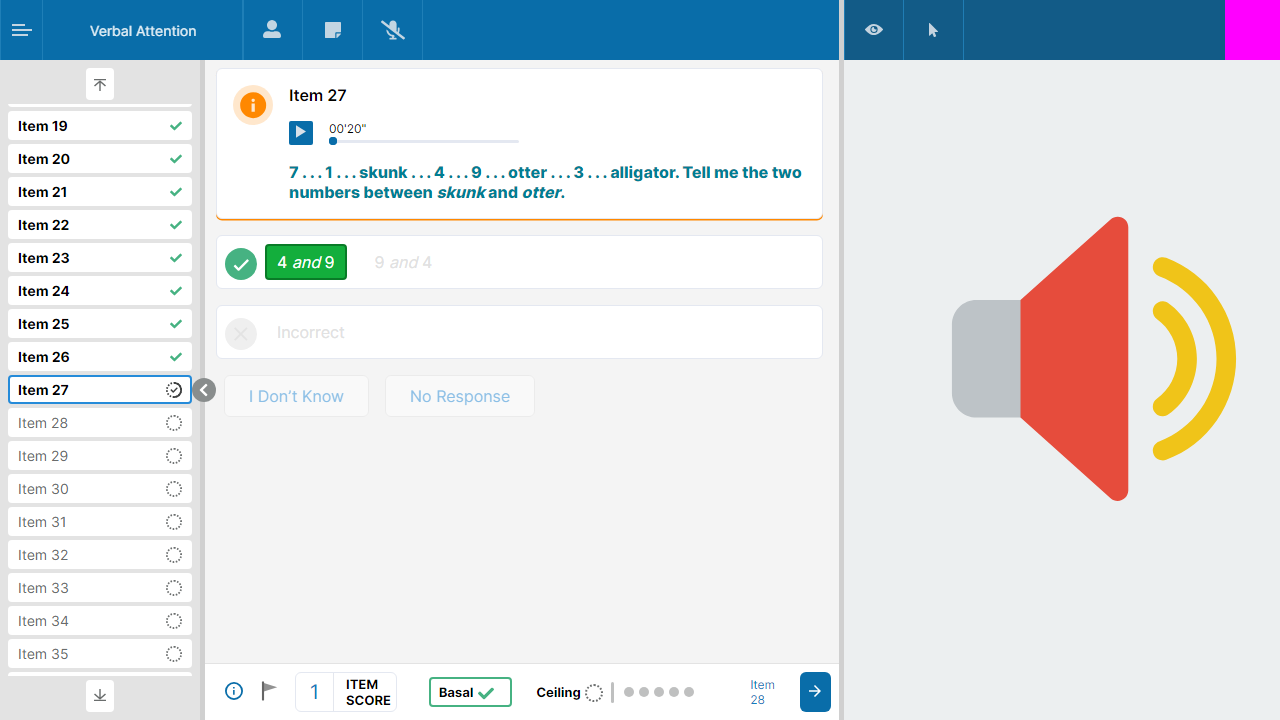 Verbal Attention
Item 19
Item 20
Item 21
Item 22
Item 23
Item 24
Item 25
Item 26
Item 27
Item 28
Item 29
Item 30
Item 31
Item 32
Item 33
Item 34
Item 35
Item 27
00'20"
7 . . . 1 . . . skunk . . . 4 . . . 9 . . . otter . . . 3 . . . alligator. Tell me the two
numbers between skunk and otter.
4 and 9 9 and 4
Incorrect
I Don’t Know No Response
1 ITEM SCORE
Basal
Ceiling
Item 28